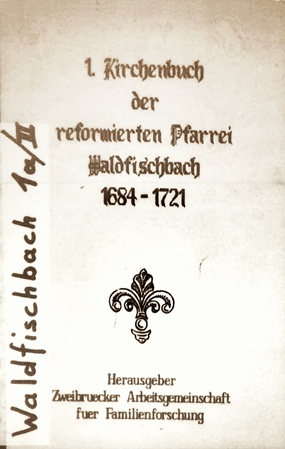 1. Kirchenbuch
der
reformierten Pfarrei
Waldfischbach
1684 - 1721
Herausgeber
Zweibruecker Arbeitsgemeinschaft
fuer Familienforschung
Waldfischbach 1a/II